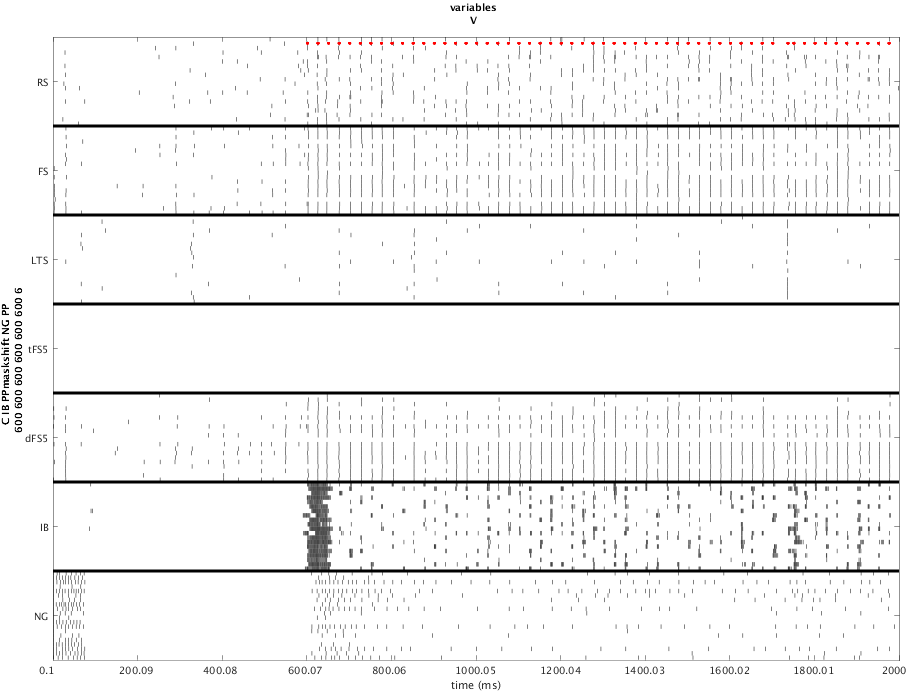 variables
V
RS
FS
LTS
tFS5
dFS5
IB
NG
C IB PPmaskshift NG PP
600 600 600 600 600 600 6
0.1 200.09 400.08 600.07 800.06 1000.05 1200.04 1400.03 1600.02 1800.01 2000
time (ms)